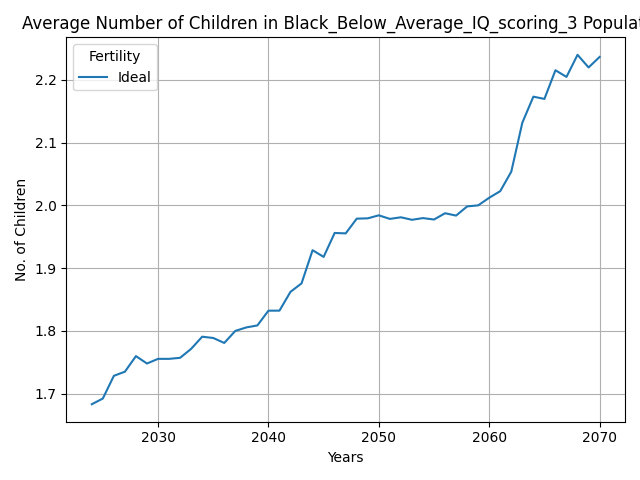 Average Number of Children in Black_Below_Average_IQ_scoring_3 Populat
Fertility
Ideal
No. of Children
2.2
2.1
2.0
1.9
1.8
1.7
2030 2040 2050 2060 2070
Years